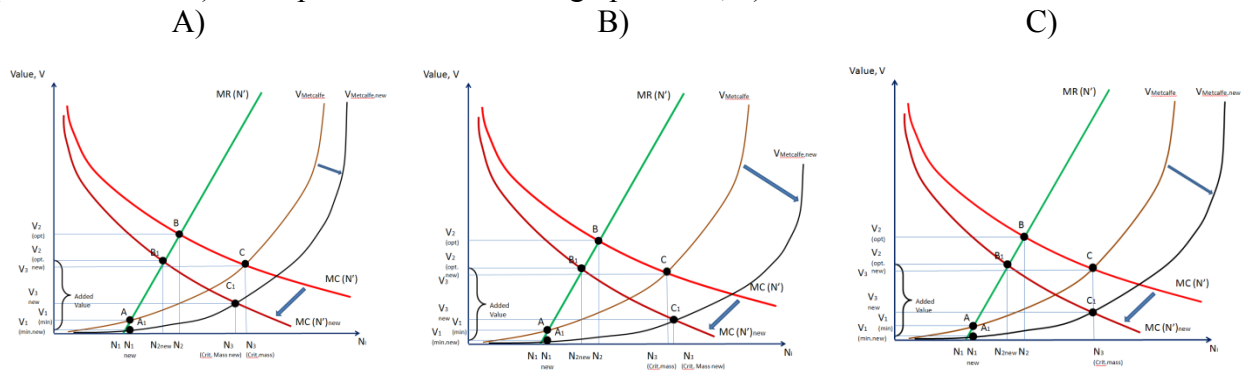 A)
B)
C)
Value, V
MR (N')
VMetcalfe
VMetcalfe,new
B
B1
C
C1
A
A1
MC (N')
MC (N')new
V2
(opt)
V2
(opt.
new)
V3
V3
new
V1
(min)
V1
(min.new)
Added
Value
N1 N1
new
N2new N2
N3
(Crit. Mass new)
N3
(Crit.mass)
Ni
Value, V
MR (N')
VMetcalfe
VMetcalfe,new
B
B1
C
C1
A
A1
MC (N')
MC (N')new
V2
(opt)
V2
(opt.
new)
V3
V3
new
V1
(min)
V1
(min.new)
Added
Value
N1 N1
new
N2new N2
N3
(Crit.mass)
N3
(Crit. Mass new)
Ni
Value, V
MR (N')
VMetcalfe
VMetcalfe,new
B
B1
C
C1
A
A1
MC (N')
MC (N')new
V2
(opt)
V2
(opt.
new)
V3
V3
new
V1
(min)
V1
(min.new)
Added
Value
N1 N1
new
N2new N2
N3
(Crit.mass)
Ni